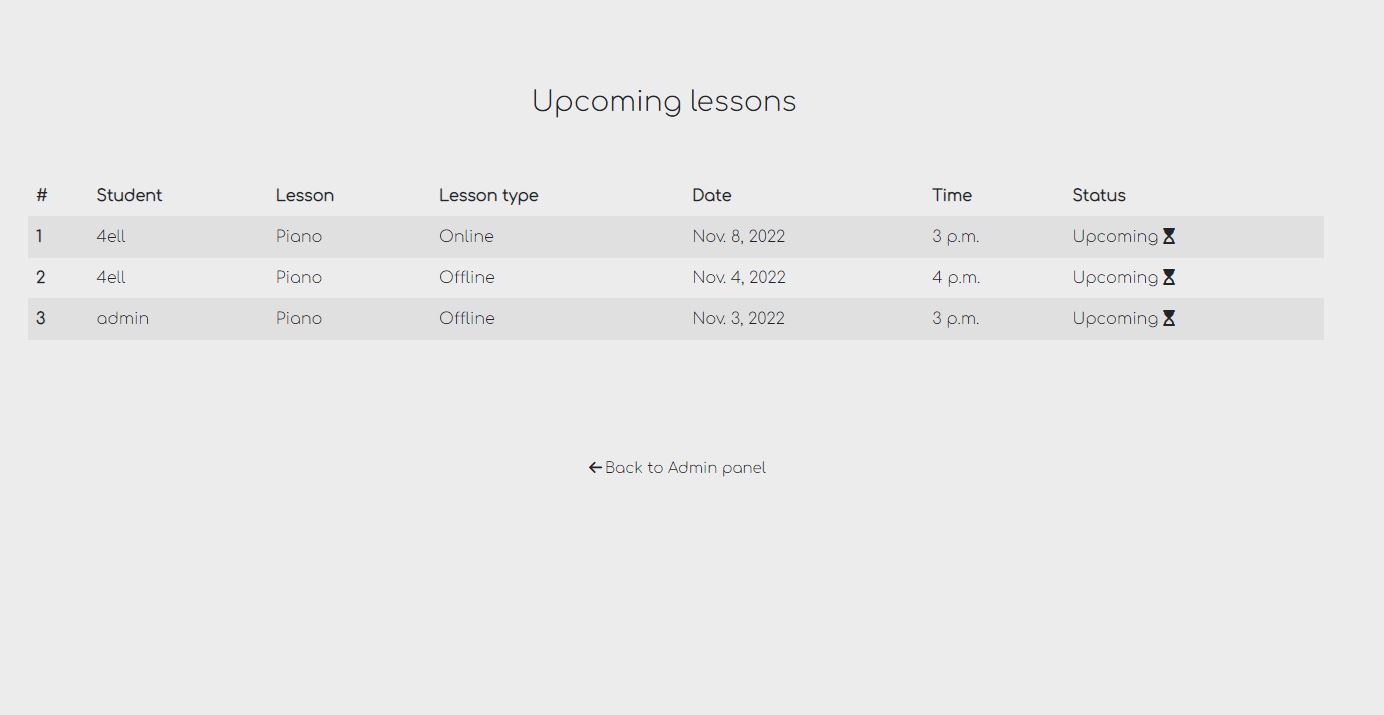 Upcoming lessons
# Student Lesson Lesson type Date Time Status
1 4ell Piano Online Nov. 8, 2022 3 p.m. Upcoming
2 4ell Piano Offline Nov. 4, 2022 4 p.m. Upcoming
3 admin Piano Offline Nov. 3, 2022 3 p.m. Upcoming
Back to Admin panel